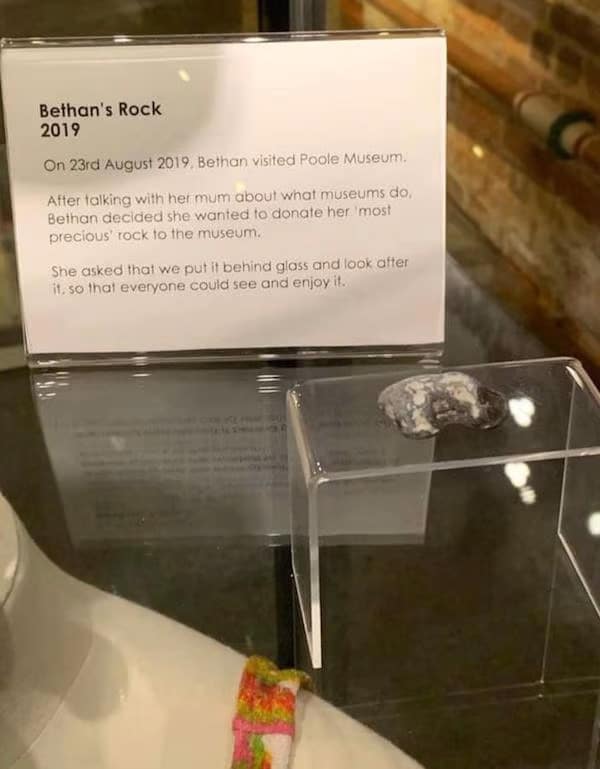 Bethan's Rock
2019
On 23rd August 2019, Bethan visited Poole Museum.
After talking with her mum about what museums do,
Bethan decided she wanted to donate her 'most
precious' rock to the museum.
She asked that we put it behind glass and look after
it, so that everyone could see and enjoy it.